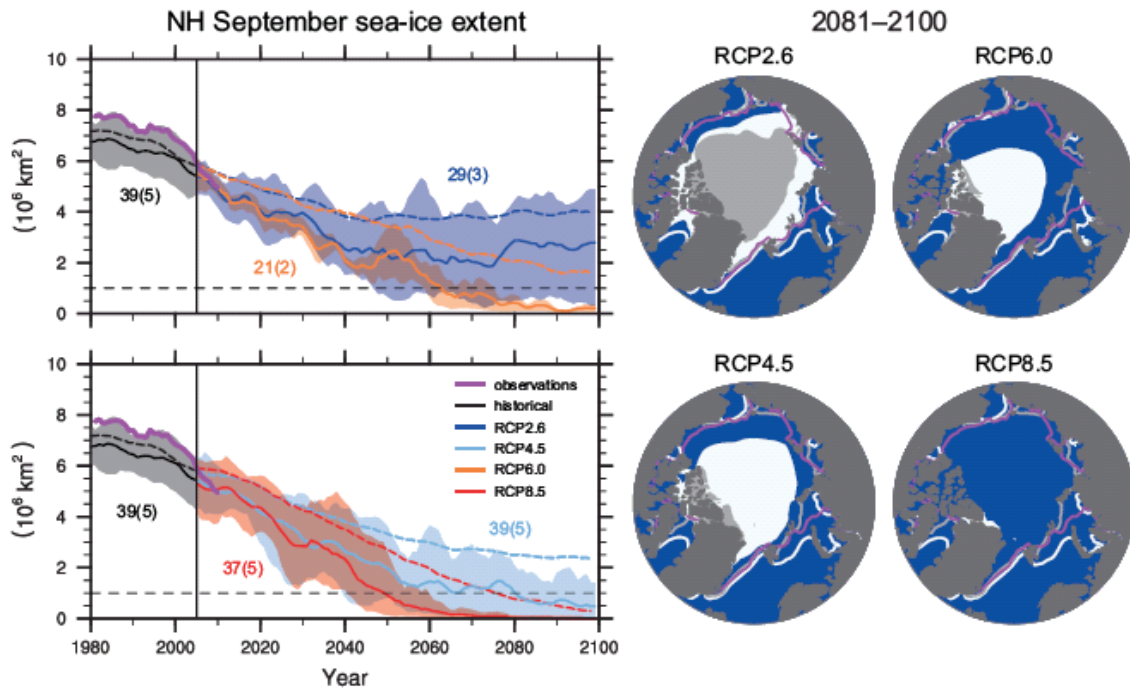 NH September sea-ice extent
2081–2100
RCP2.6
RCP6.0
10
8
6
4
2
0
(10⁶ km²)
39(5)
29(3)
21(2)
RCP4.5
RCP8.5
10
8
6
4
2
0
(10⁶ km²)
observations
historical
RCP2.6
RCP4.5
RCP6.0
RCP8.5
39(5)
39(5)
37(5)
1980 2000 2020 2040 2060 2080 2100
Year